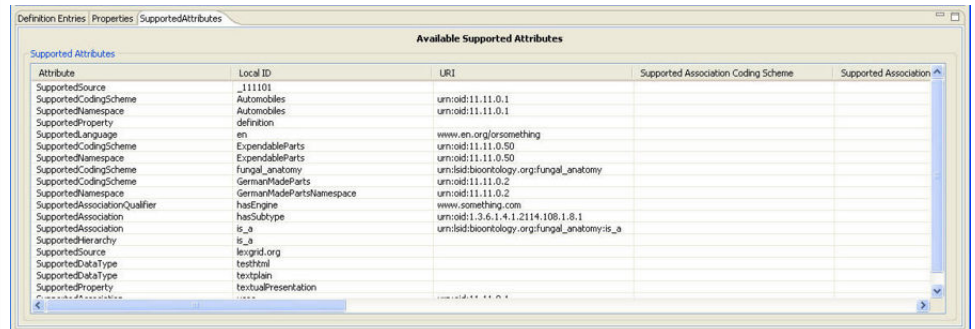 Definition Entries Properties SupportedAttributes
Available Supported Attributes
Supported Attributes
Attribute Local ID URI Supported Association Coding Scheme Supported Association
SupportedSource _111101
SupportedCodingScheme Automobiles urn:oid:11.11.0.1
SupportedNamespace Automobiles urn:oid:11.11.0.1
SupportedProperty definition
SupportedLanguage en www.en.org/orsomething
SupportedCodingScheme ExpendableParts urn:oid:11.11.0.50
SupportedNamespace ExpendableParts urn:oid:11.11.0.50
SupportedCodingScheme fungal_anatomy urn:lsid:bioontology.org:fungal_anatomy
SupportedCodingScheme GermanMadeParts urn:oid:11.11.0.2
SupportedNamespace GermanMadePartsNamespace urn:oid:11.11.0.2
SupportedAssociationQualifier hasEngine www.something.com
SupportedAssociation hasSubtype urn:oid:1.3.6.1.4.1.2114.108.1.8.1
SupportedAssociation is_a urn:lsid:bioontology.org:fungal_anatomy:is_a
SupportedHierarchy is_a
SupportedSource lexgrid.org
SupportedDataType testhtml
SupportedDataType textplain
SupportedProperty textualPresentation